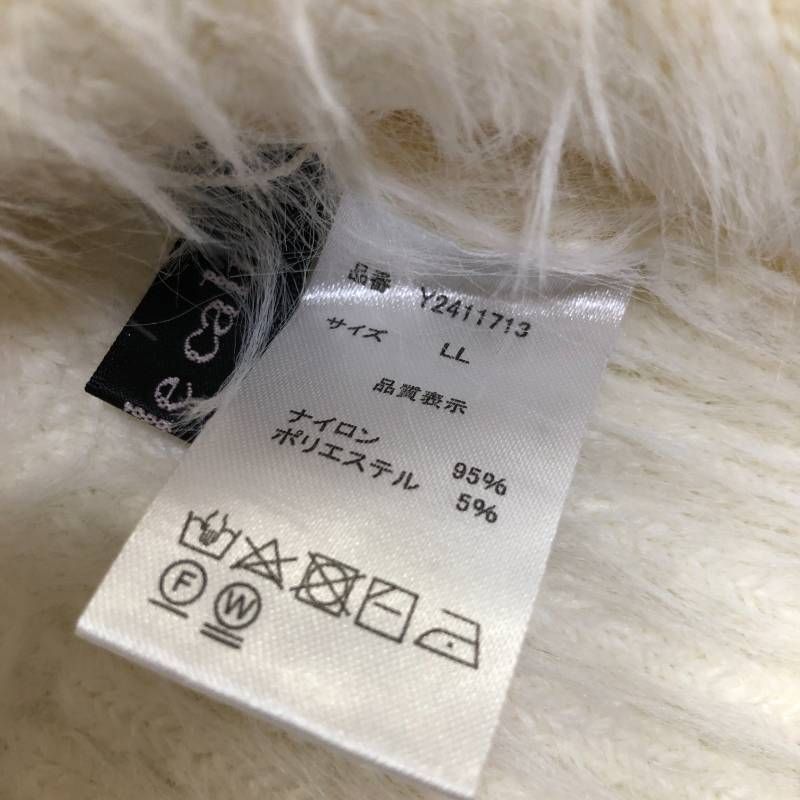 品番 Y2411713
サイズ LL
品質表示
ナイロン 95%
ポリエステル 5%
F W